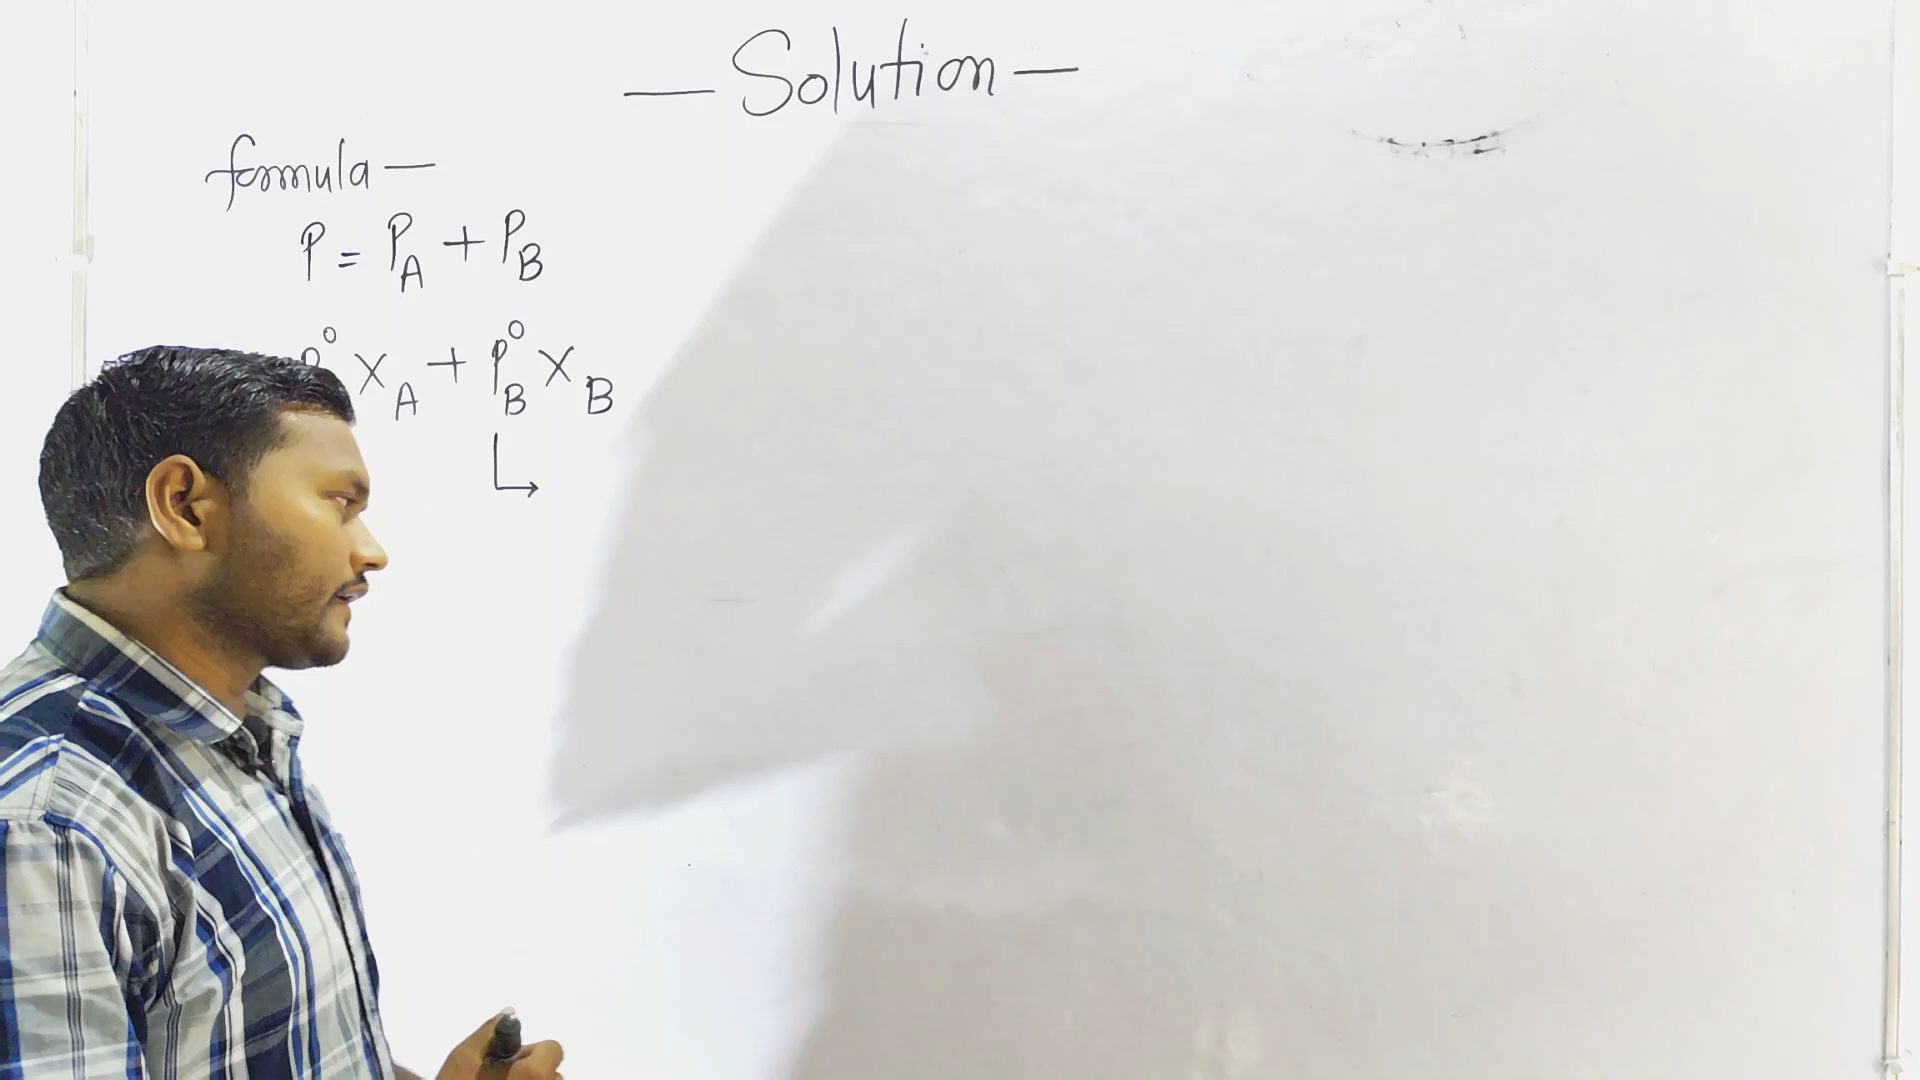 — Solution —
formula —
P = P_A + P_B
P° X_A + P°_B X_B
↳